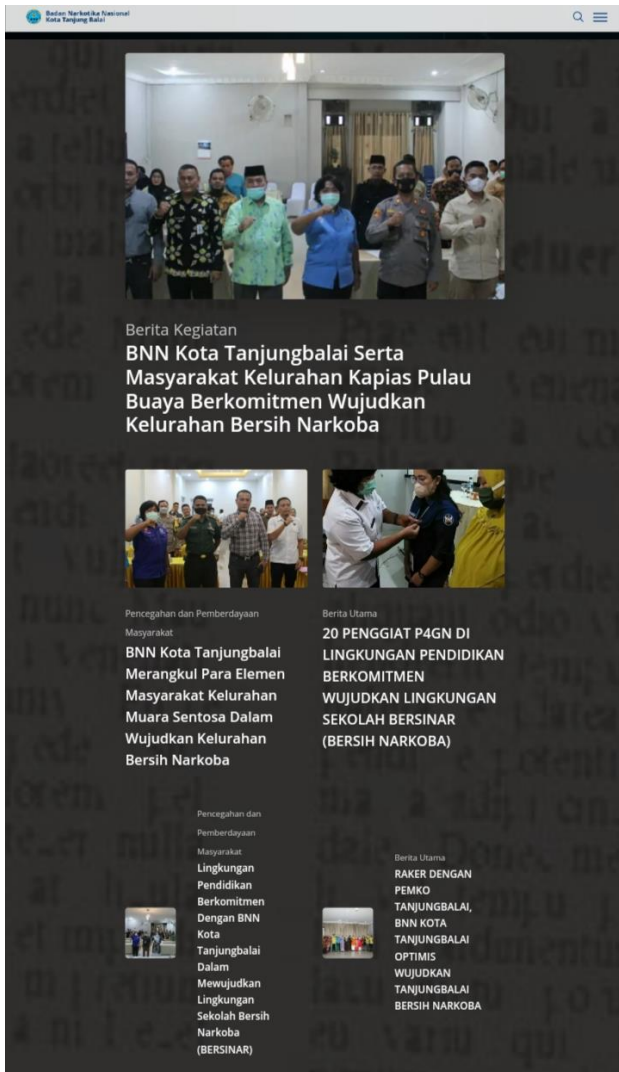 Badan Narkotika Nasional
Kota Tanjung Balai
Berita Kegiatan
BNN Kota Tanjungbalai Serta
Masyarakat Kelurahan Kapias Pulau
Buaya Berkomitmen Wujudkan
Kelurahan Bersih Narkoba
Pencegahan dan Pemberdayaan
Masyarakat
BNN Kota Tanjungbalai
Merangkul Para Elemen
Masyarakat Kelurahan
Muara Sentosa Dalam
Wujudkan Kelurahan
Bersih Narkoba
Berita Utama
20 PENGGIAT P4GN DI
LINGKUNGAN PENDIDIKAN
BERKOMITMEN
WUJUDKAN LINGKUNGAN
SEKOLAH BERSINAR
(BERSIH NARKOBA)
Pencegahan dan
Pemberdayaan
Masyarakat
Lingkungan
Pendidikan
Berkomitmen
Dengan BNN
Kota
Tanjungbalai
Dalam
Mewujudkan
Lingkungan
Sekolah Bersih
Narkoba
(BERSINAR)
Berita Utama
RAKER DENGAN
PEMKO
TANJUNGBALAI,
BNN KOTA
TANJUNGBALAI
OPTIMIS
WUJUDKAN
TANJUNGBALAI
BERSIH NARKOBA